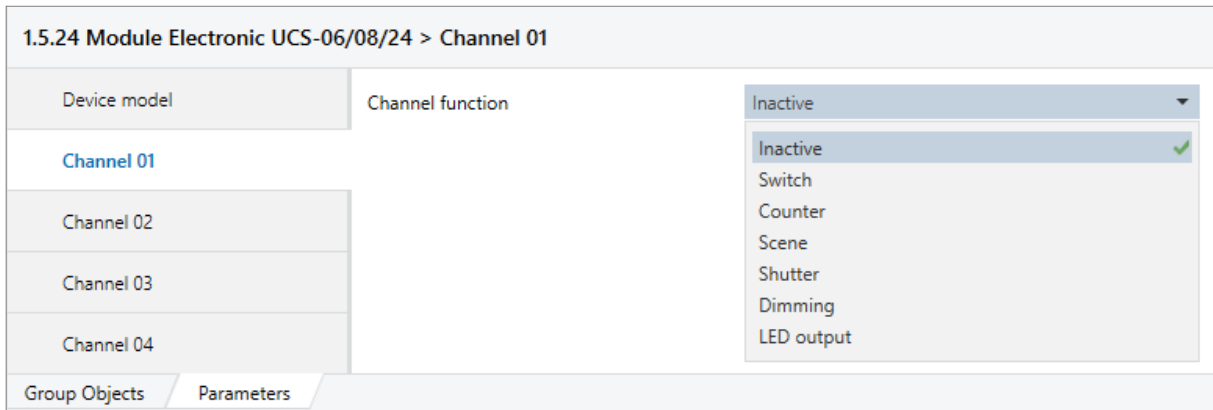 1.5.24 Module Electronic UCS-06/08/24 > Channel 01
Device model
Channel function
Inactive
Channel 01
Inactive
Switch
Channel 02
Counter
Scene
Channel 03
Shutter
Dimming
Channel 04
LED output
Group Objects
Parameters